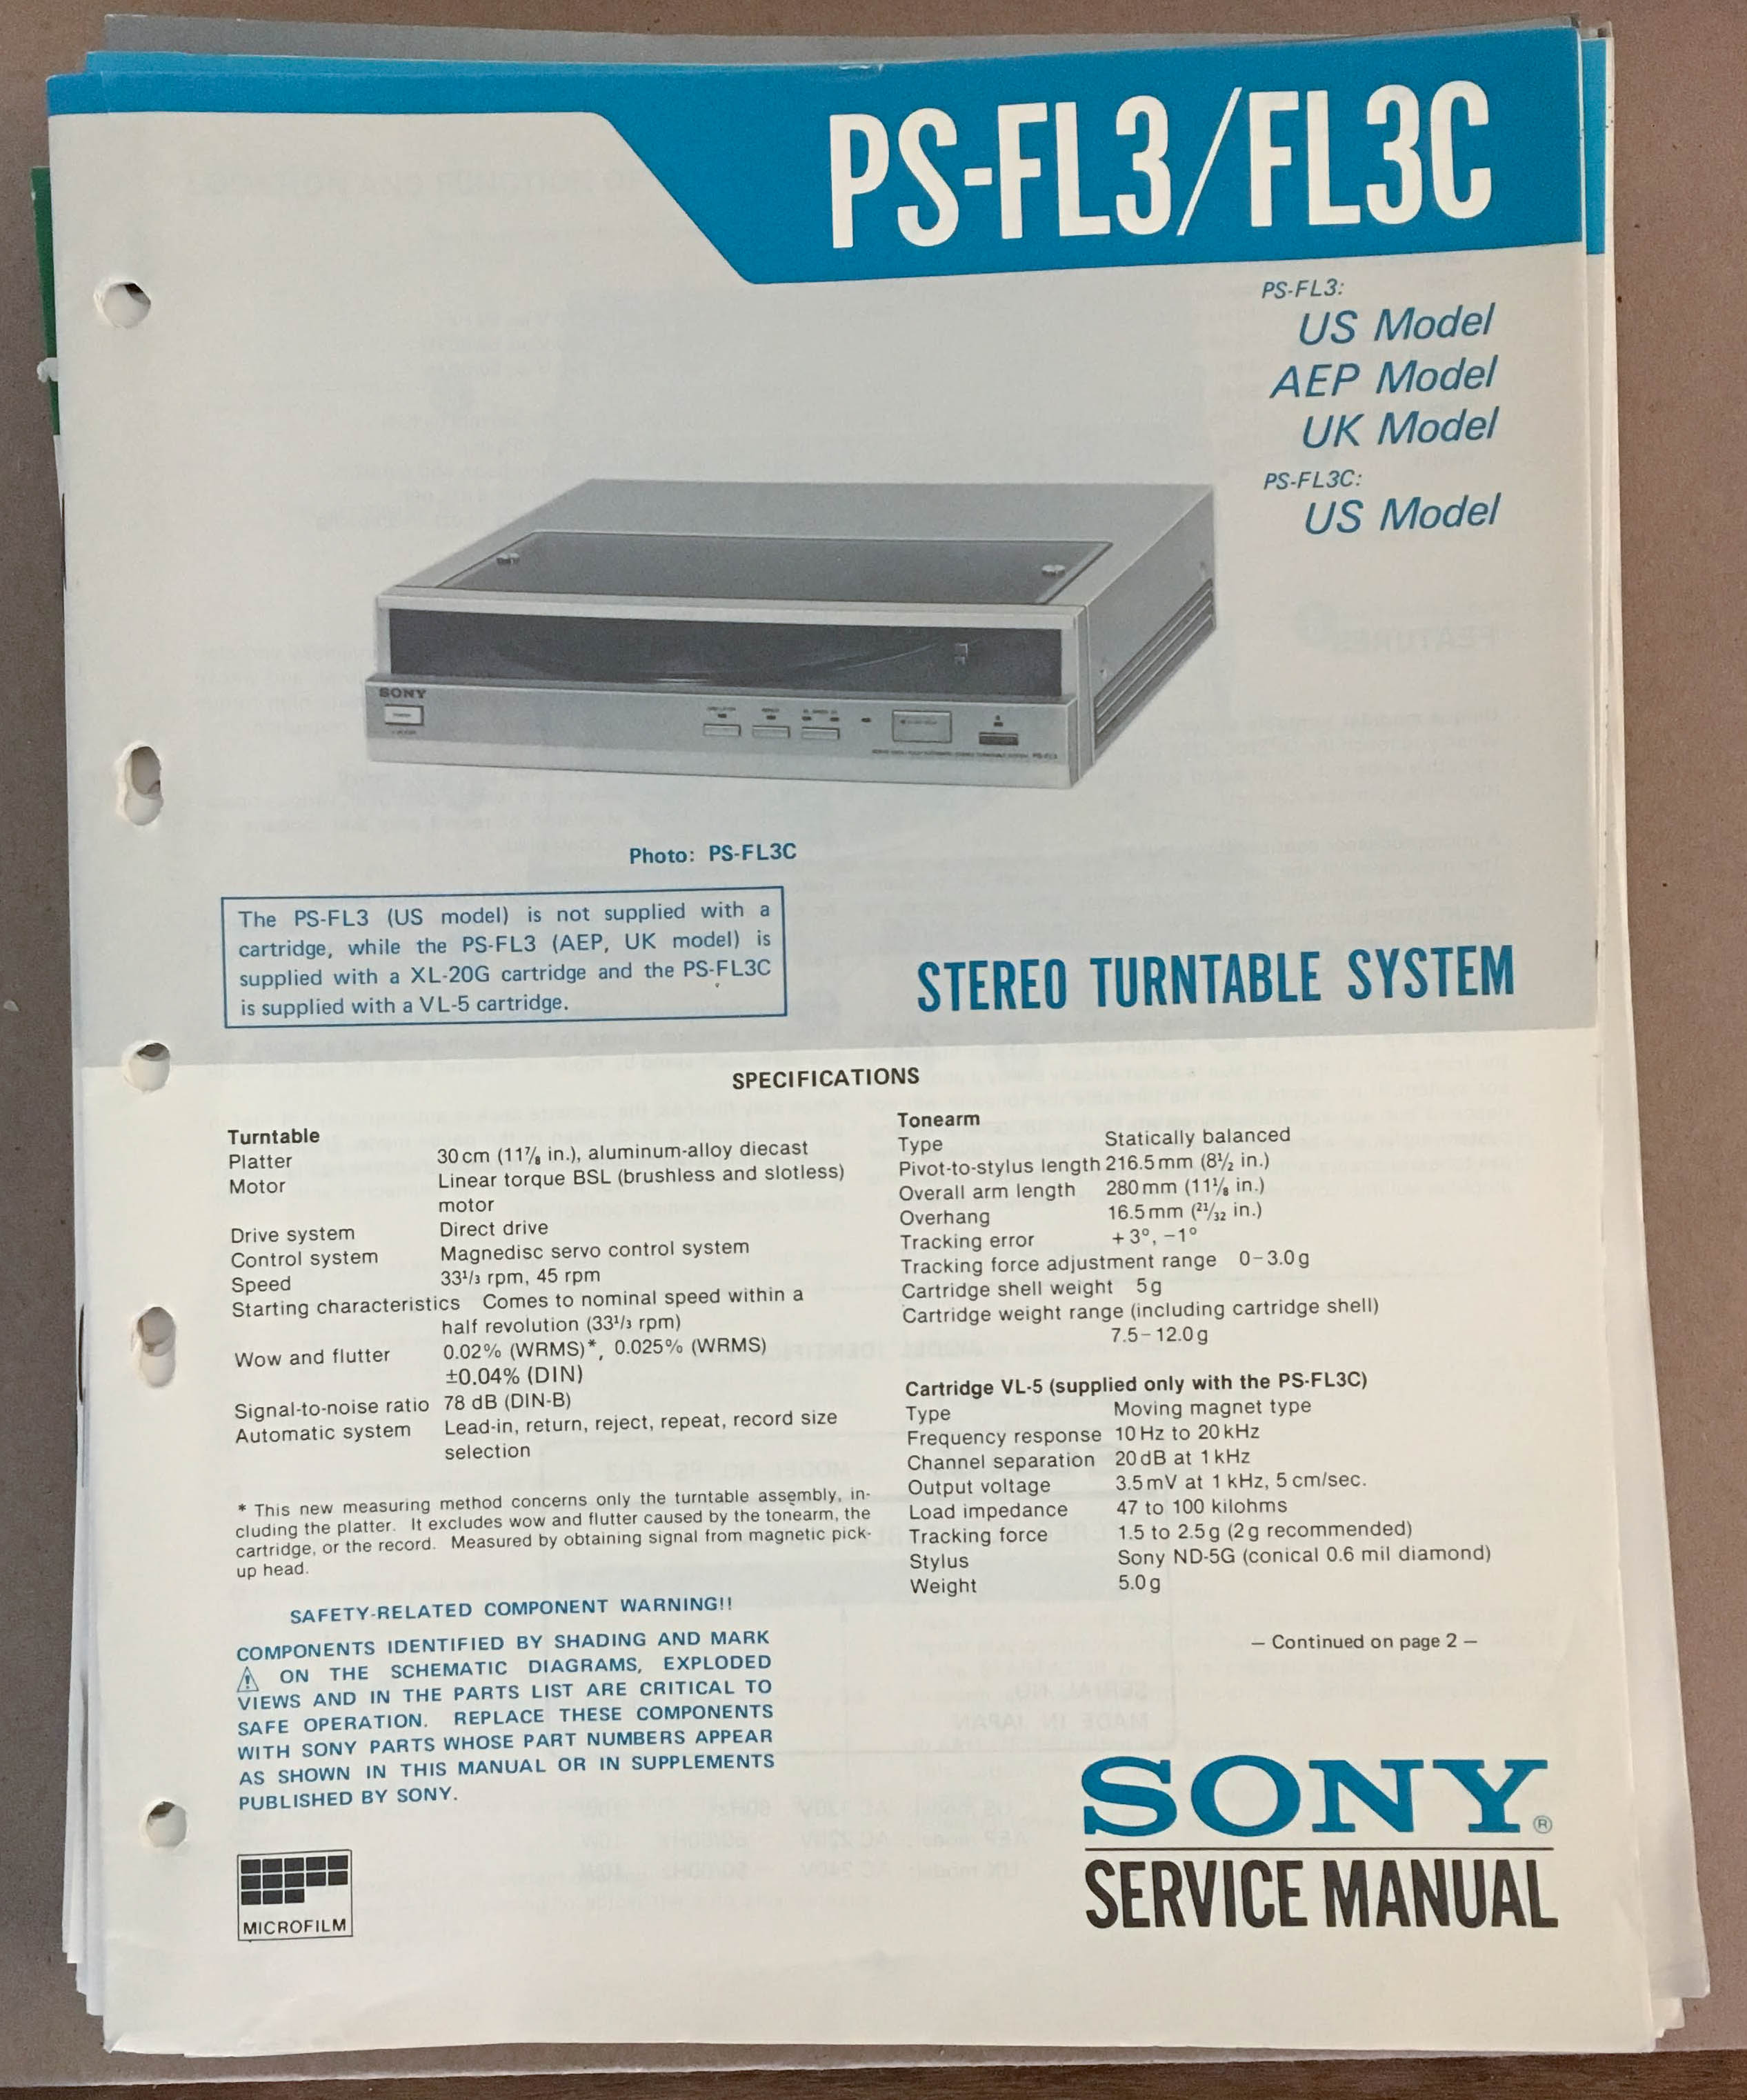 PS-FL3/FL3C
PS-FL3:
US Model
AEP Model
UK Model
PS-FL3C:
US Model
SONY
Photo: PS-FL3C
The PS-FL3 (US model) is not supplied with a
cartridge, while the PS-FL3 (AEP, UK model) is
supplied with a XL-20G cartridge and the PS-FL3C
is supplied with a VL-5 cartridge.
STEREO TURNTABLE SYSTEM
SPECIFICATIONS
Turntable
Platter 30 cm (11⅞ in.), aluminum-alloy diecast
Motor Linear torque BSL (brushless and slotless)
motor
Drive system Direct drive
Control system Magnedisc servo control system
Speed 33⅓ rpm, 45 rpm
Starting characteristics Comes to nominal speed within a
half revolution (33⅓ rpm)
Wow and flutter 0.02% (WRMS)*, 0.025% (WRMS)
±0.04% (DIN)
Signal-to-noise ratio 78 dB (DIN-B)
Automatic system Lead-in, return, reject, repeat, record size
selection
* This new measuring method concerns only the turntable assembly, in-
cluding the platter. It excludes wow and flutter caused by the tonearm, the
cartridge, or the record. Measured by obtaining signal from magnetic pick-
up head.
SAFETY-RELATED COMPONENT WARNING!!
COMPONENTS IDENTIFIED BY SHADING AND MARK
⚠ ON THE SCHEMATIC DIAGRAMS, EXPLODED
VIEWS AND IN THE PARTS LIST ARE CRITICAL TO
SAFE OPERATION. REPLACE THESE COMPONENTS
WITH SONY PARTS WHOSE PART NUMBERS APPEAR
AS SHOWN IN THIS MANUAL OR IN SUPPLEMENTS
PUBLISHED BY SONY.
MICROFILM
Tonearm
Type Statically balanced
Pivot-to-stylus length 216.5 mm (8½ in.)
Overall arm length 280 mm (11⅛ in.)
Overhang 16.5 mm (21/32 in.)
Tracking error +3°, −1°
Tracking force adjustment range 0−3.0 g
Cartridge shell weight 5 g
Cartridge weight range (including cartridge shell)
7.5−12.0 g
Cartridge VL-5 (supplied only with the PS-FL3C)
Type Moving magnet type
Frequency response 10 Hz to 20 kHz
Channel separation 20 dB at 1 kHz
Output voltage 3.5 mV at 1 kHz, 5 cm/sec.
Load impedance 47 to 100 kilohms
Tracking force 1.5 to 2.5 g (2 g recommended)
Stylus Sony ND-5G (conical 0.6 mil diamond)
Weight 5.0 g
— Continued on page 2 —
SONY®
SERVICE MANUAL